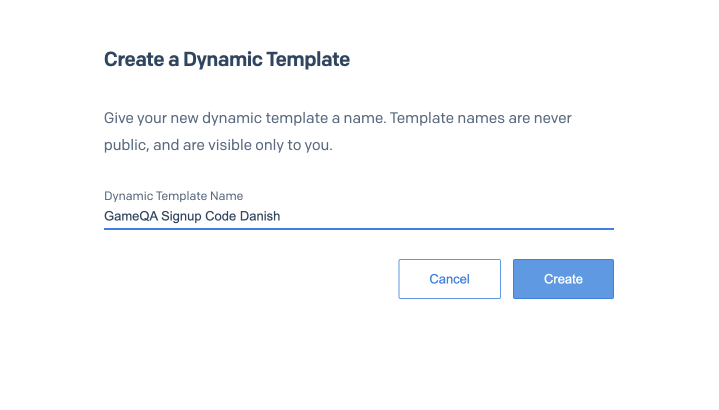 Create a Dynamic Template
Give your new dynamic template a name. Template names are never
public, and are visible only to you.
Dynamic Template Name
GameQA Signup Code Danish
Cancel
Create